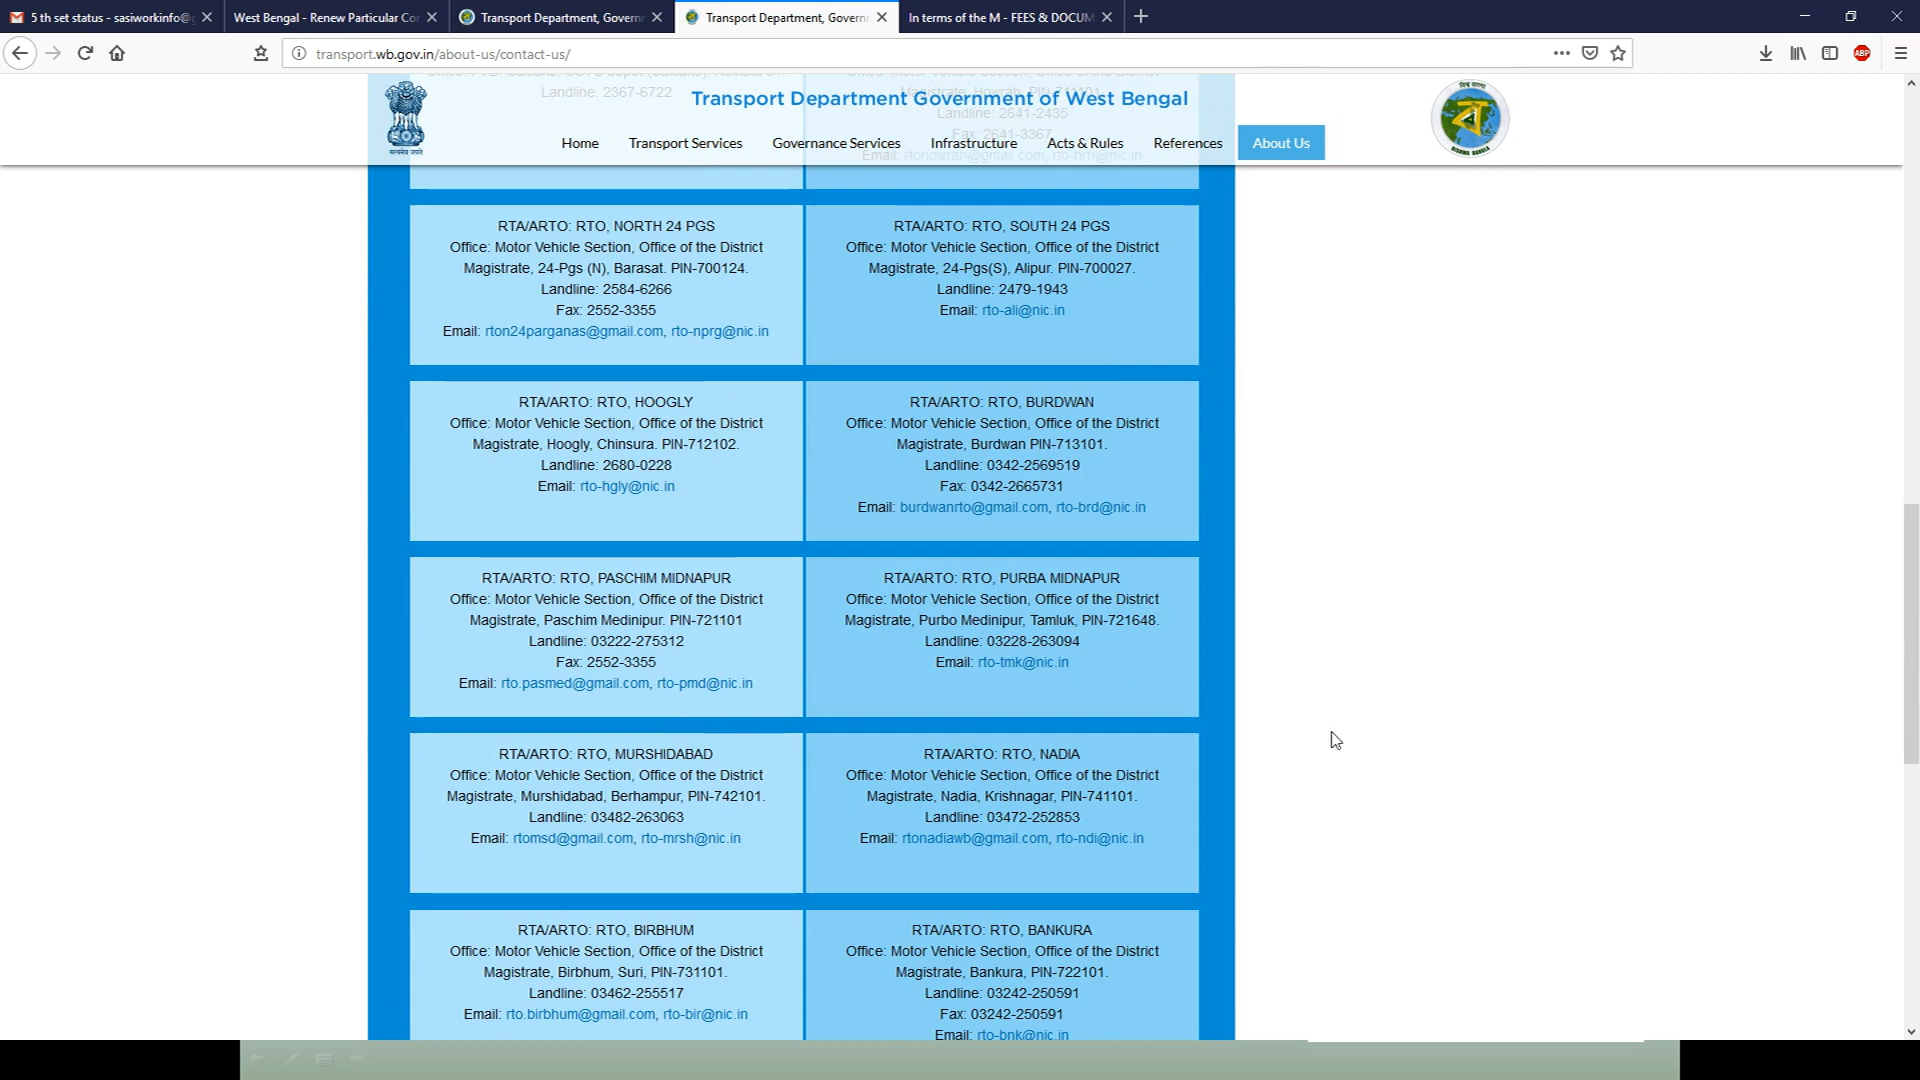 5 th set status - sasiworkinfo@
West Bengal - Renew Particular Co
Transport Department, Govern
Transport Department, Govern
In terms of the M - FEES & DOCUM
transport.wb.gov.in/about-us/contact-us/
ABP
Landline: 2367-6722
Transport Department Government of West Bengal
Magistrate, Howrah, PIN-711101.
Landline: 2641-2435
Fax: 2641-3367
Home
Transport Services
Governance Services
Infrastructure
Acts & Rules
References
About Us
RTA/ARTO: RTO, NORTH 24 PGS
Office: Motor Vehicle Section, Office of the District
Magistrate, 24-Pgs (N), Barasat. PIN-700124.
Landline: 2584-6266
Fax: 2552-3355
Email: rton24parganas@gmail.com, rto-nprg@nic.in
RTA/ARTO: RTO, SOUTH 24 PGS
Office: Motor Vehicle Section, Office of the District
Magistrate, 24-Pgs(S), Alipur. PIN-700027.
Landline: 2479-1943
Email: rto-ali@nic.in
RTA/ARTO: RTO, HOOGLY
Office: Motor Vehicle Section, Office of the District
Magistrate, Hoogly, Chinsura. PIN-712102.
Landline: 2680-0228
Email: rto-hgly@nic.in
RTA/ARTO: RTO, BURDWAN
Office: Motor Vehicle Section, Office of the District
Magistrate, Burdwan PIN-713101.
Landline: 0342-2569519
Fax: 0342-2665731
Email: burdwanrto@gmail.com, rto-brd@nic.in
RTA/ARTO: RTO, PASCHIM MIDNAPUR
Office: Motor Vehicle Section, Office of the District
Magistrate, Paschim Medinipur. PIN-721101
Landline: 03222-275312
Fax: 2552-3355
Email: rto.pasmed@gmail.com, rto-pmd@nic.in
RTA/ARTO: RTO, PURBA MIDNAPUR
Office: Motor Vehicle Section, Office of the District
Magistrate, Purbo Medinipur, Tamluk, PIN-721648.
Landline: 03228-263094
Email: rto-tmk@nic.in
RTA/ARTO: RTO, MURSHIDABAD
Office: Motor Vehicle Section, Office of the District
Magistrate, Murshidabad, Berhampur, PIN-742101.
Landline: 03482-263063
Email: rtomsd@gmail.com, rto-mrsh@nic.in
RTA/ARTO: RTO, NADIA
Office: Motor Vehicle Section, Office of the District
Magistrate, Nadia, Krishnagar, PIN-741101.
Landline: 03472-252853
Email: rtonadiawb@gmail.com, rto-ndi@nic.in
RTA/ARTO: RTO, BIRBHUM
Office: Motor Vehicle Section, Office of the District
Magistrate, Birbhum, Suri, PIN-731101.
Landline: 03462-255517
Email: rto.birbhum@gmail.com, rto-bir@nic.in
RTA/ARTO: RTO, BANKURA
Office: Motor Vehicle Section, Office of the District
Magistrate, Bankura, PIN-722101.
Landline: 03242-250591
Fax: 03242-250591
Email: rto-bnk@nic.in